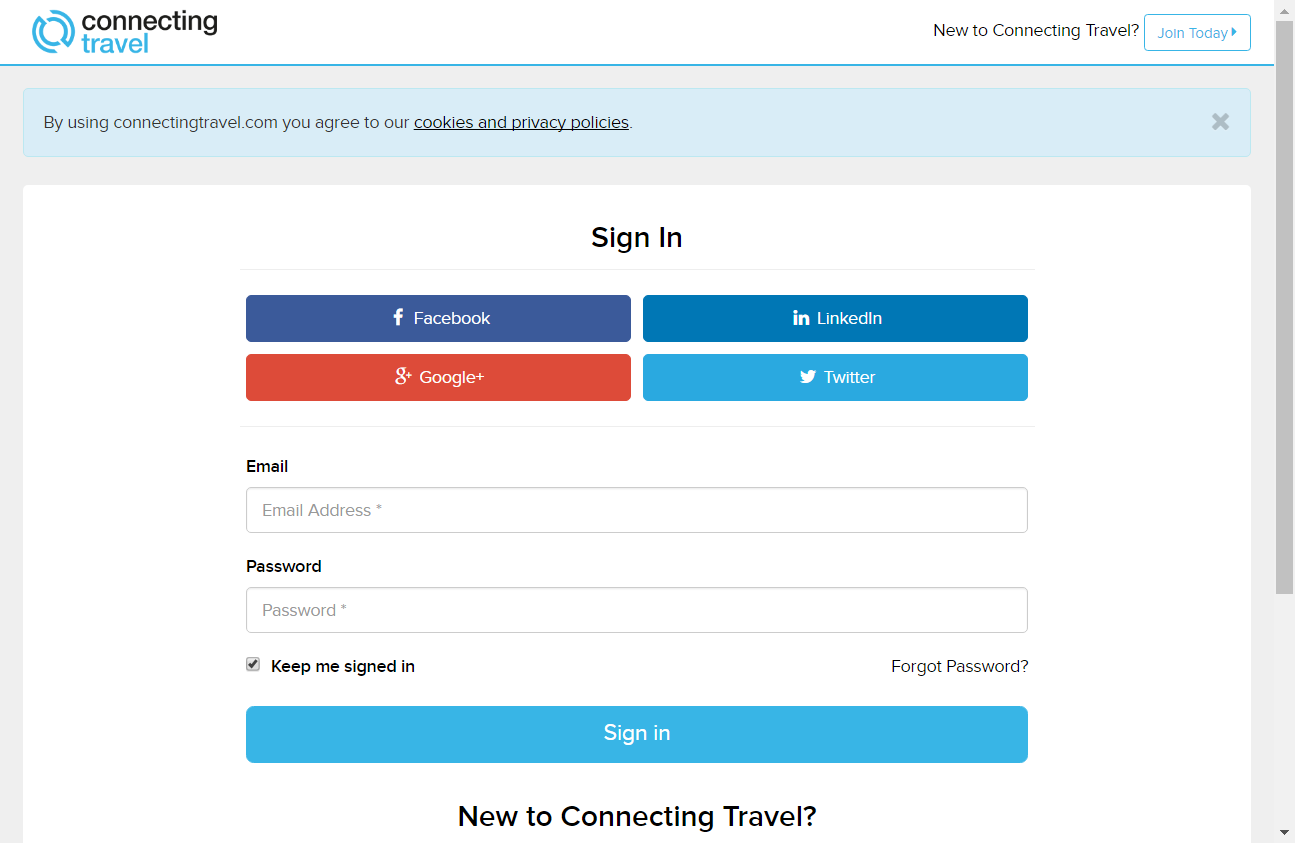 connecting
travel
New to Connecting Travel?
Join Today
By using connectingtravel.com you agree to our cookies and privacy policies.
Sign In
Facebook
LinkedIn
Google+
Twitter
Email
Email Address *
Password
Password *
Keep me signed in
Forgot Password?
Sign in
New to Connecting Travel?